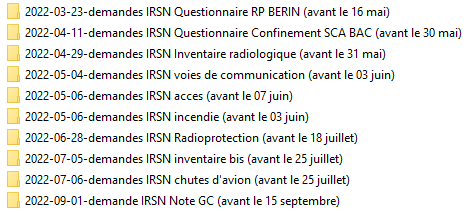 2022-03-23-demandes IRSN Questionnaire RP BERIN (avant le 16 mai)
2022-04-11-demandes IRSN Questionnaire Confinement SCA BAC (avant le 30 mai)
2022-04-29-demandes IRSN Inventaire radiologique (avant le 31 mai)
2022-05-04-demandes IRSN voies de communication (avant le 03 juin)
2022-05-06-demandes IRSN acces (avant le 07 juin)
2022-05-06-demandes IRSN incendie (avant le 03 juin)
2022-06-28-demandes IRSN Radioprotection (avant le 18 juillet)
2022-07-05-demandes IRSN inventaire bis (avant le 25 juillet)
2022-07-06-demandes IRSN chutes d'avion (avant le 25 juillet)
2022-09-01-demande IRSN Note GC (avant le 15 septembre)